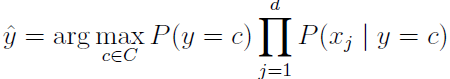 ŷ = arg max_{c∈C} P(y = c) ∏_{j=1}^{d} P(x_j | y = c)